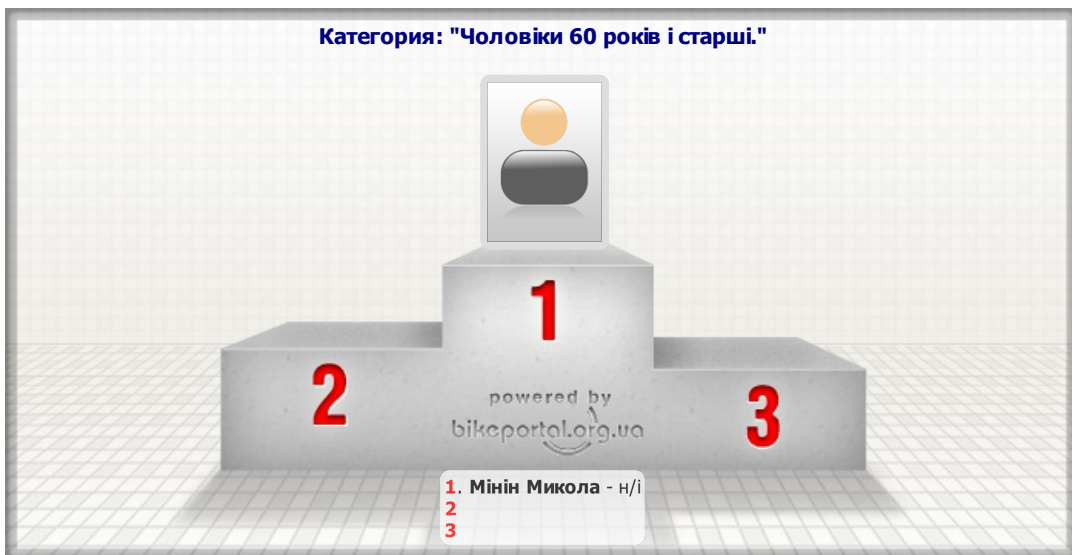 Категория: "Чоловіки 60 років і старші."
1
2
3
powered by
bikeportal.org.ua
1. Мінін Микола - н/і
2
3